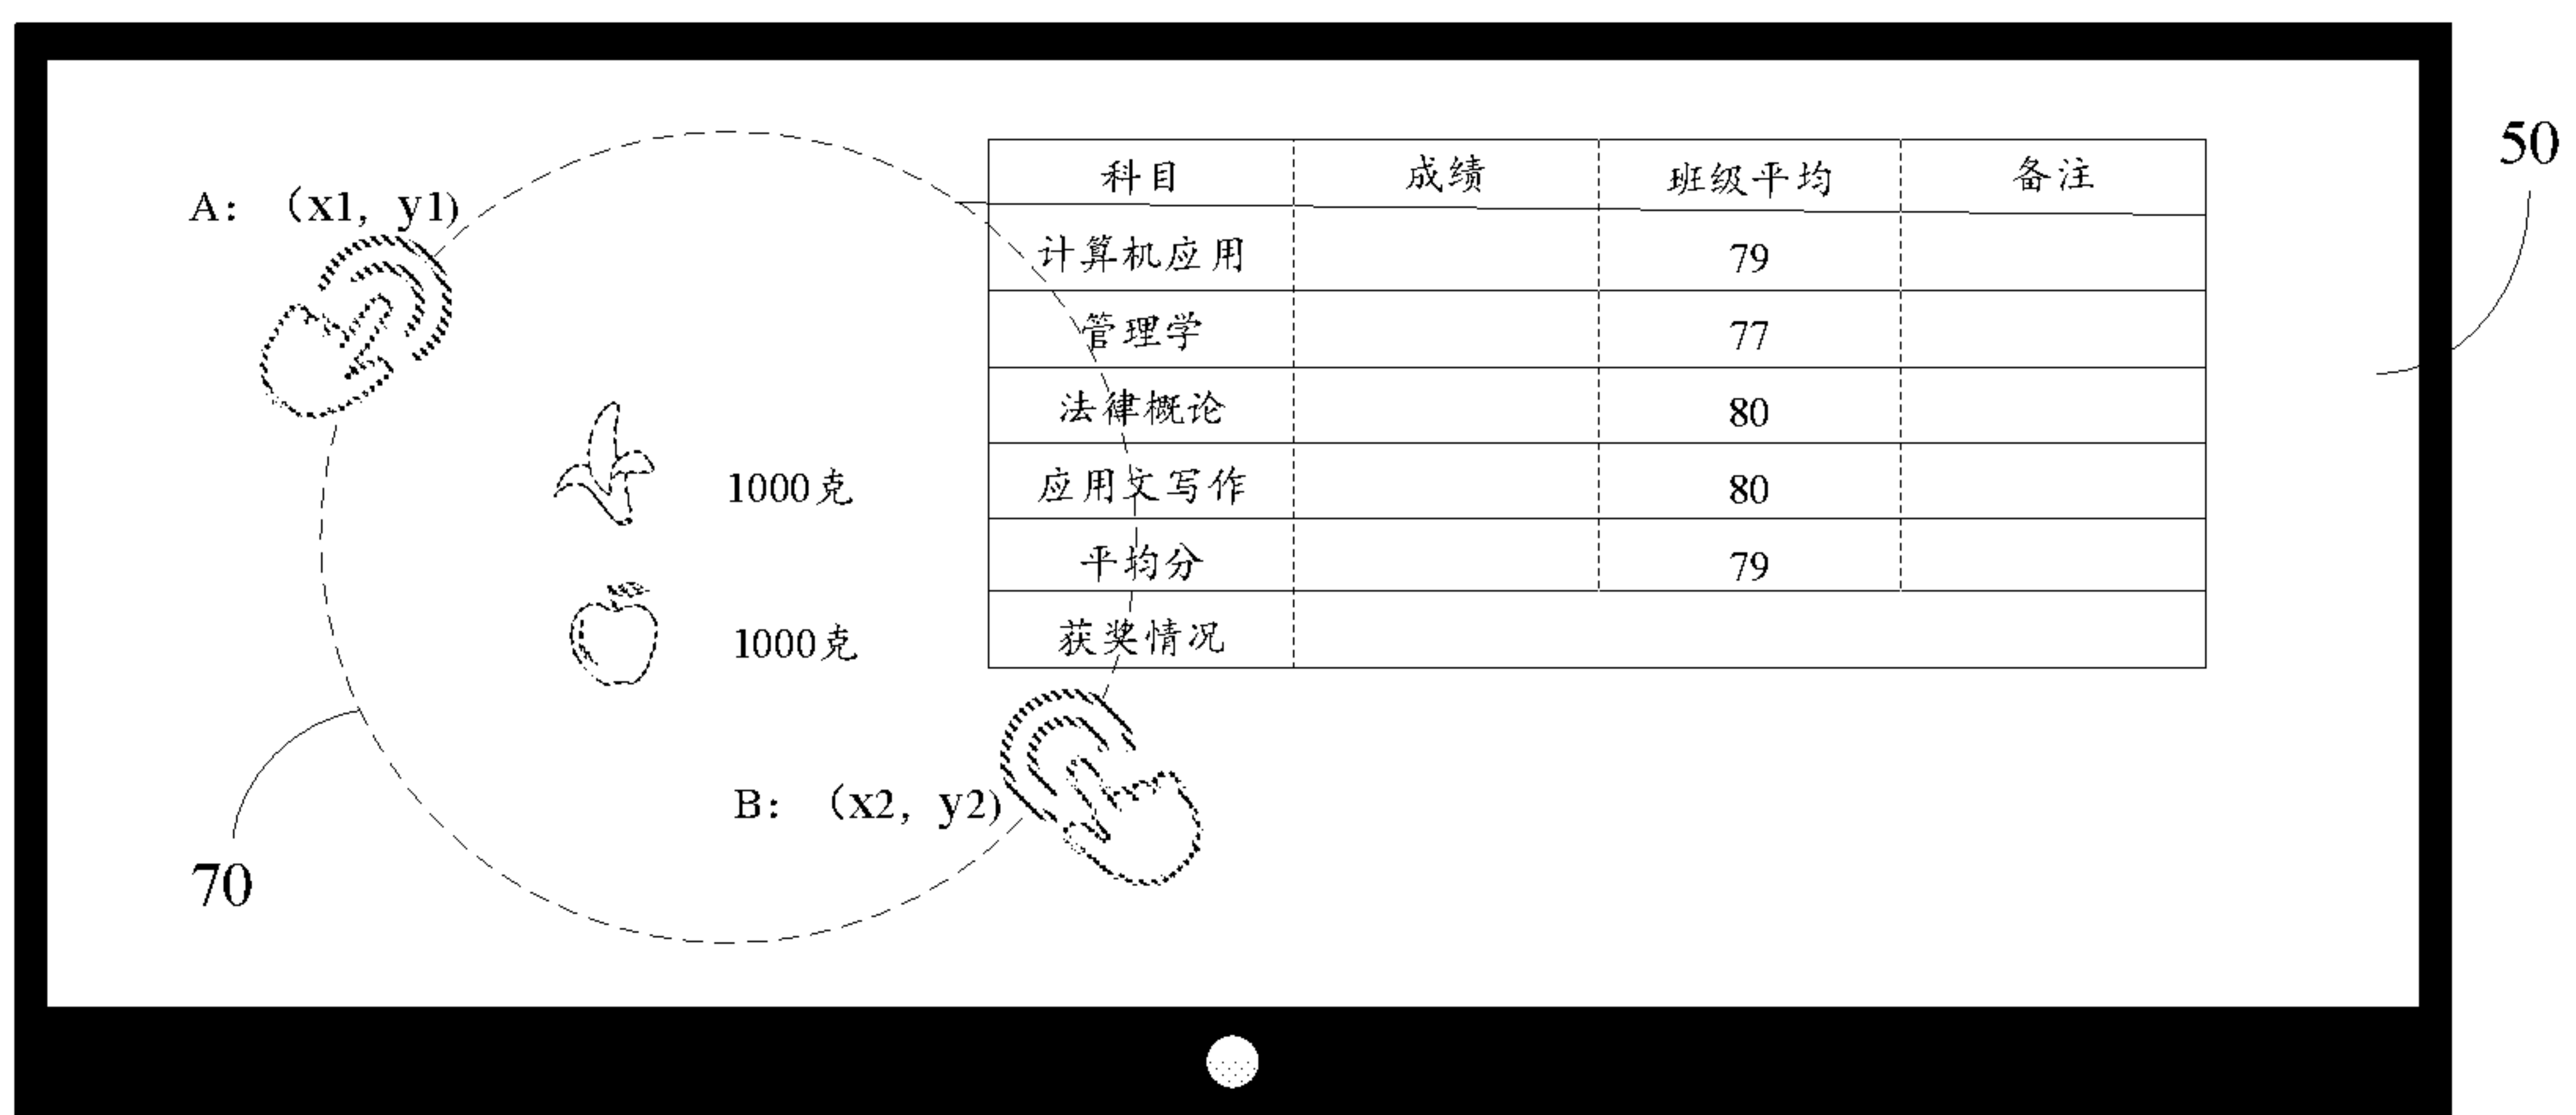 50
A: （x1, y1)
科目 成绩 班级平均 备注
计算机应用 79
管理学 77
法律概论 80
应用文写作 80
平均分 79
获奖情况
1000克
1000克
B: （x2, y2)
70